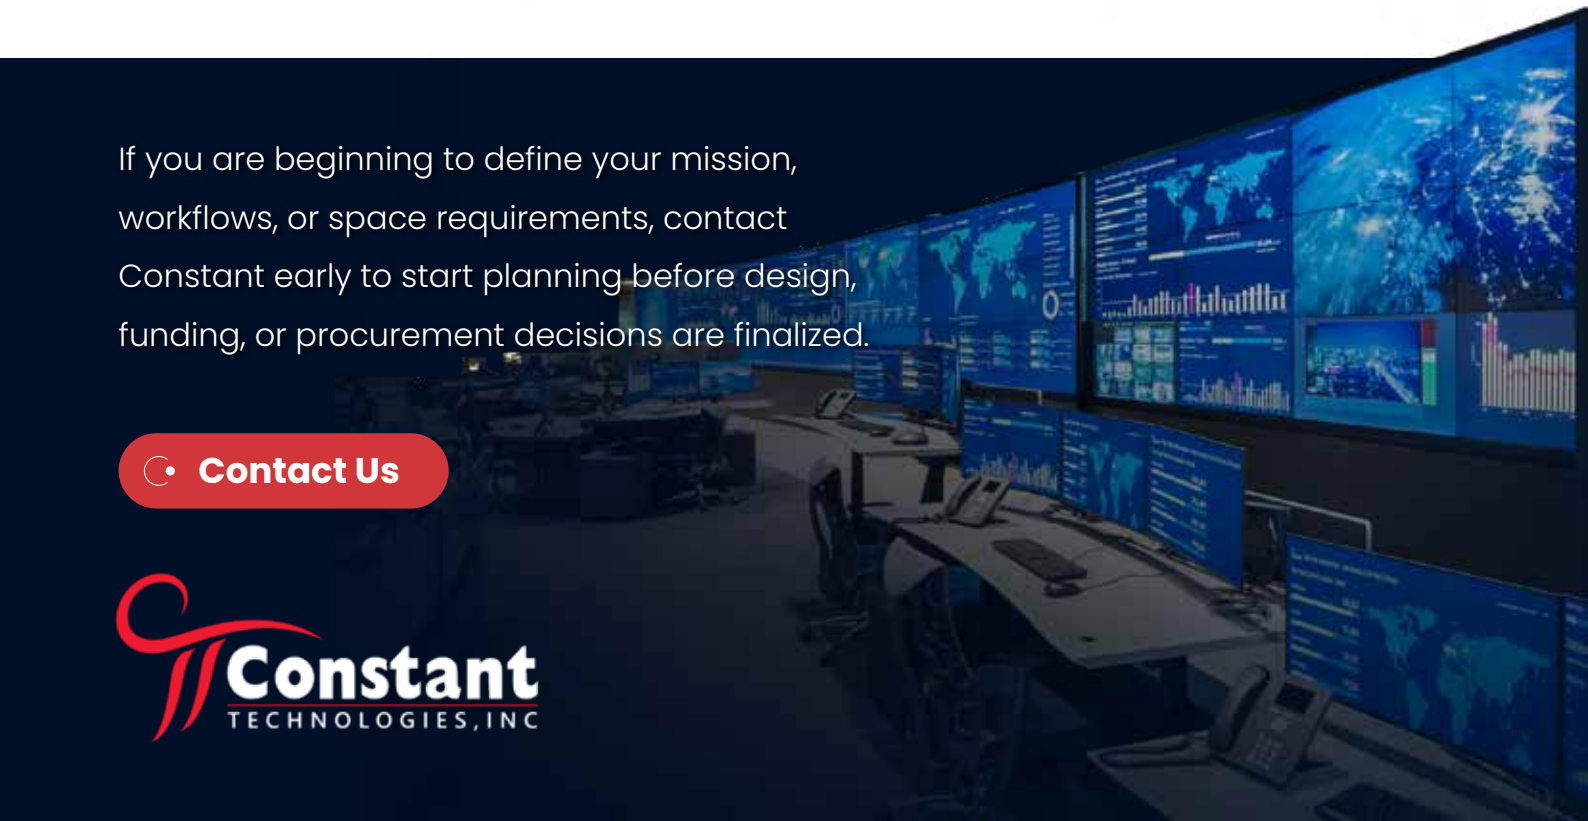 If you are beginning to define your mission,
workflows, or space requirements, contact
Constant early to start planning before design,
funding, or procurement decisions are finalized.
Contact Us
Constant
TECHNOLOGIES, INC